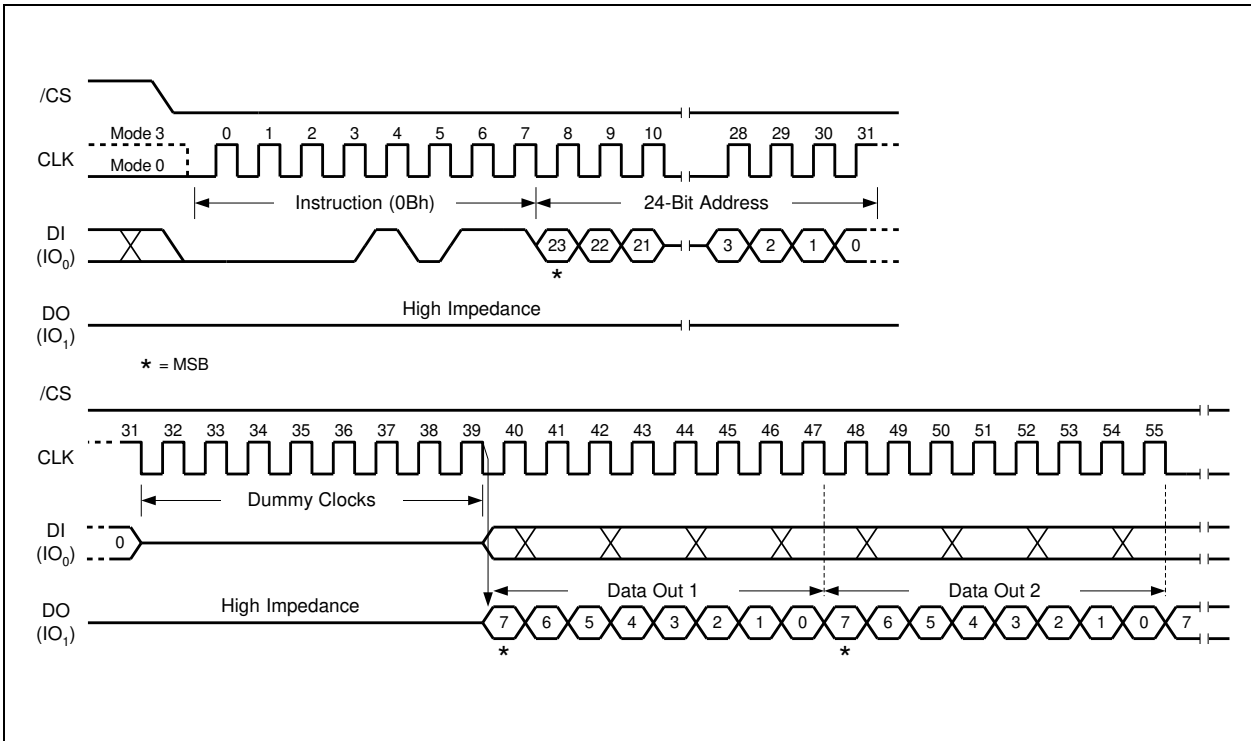 /CS
Mode 3 0 1 2 3 4 5 6 7 8 9 10 28 29 30 31
CLK
Mode 0
Instruction (0Bh) 24-Bit Address
DI
(IO0) 23 22 21 3 2 1 0
*
DO High Impedance
(IO1)
* = MSB
/CS
31 32 33 34 35 36 37 38 39 40 41 42 43 44 45 46 47 48 49 50 51 52 53 54 55
CLK
Dummy Clocks
DI
(IO0) 0
High Impedance Data Out 1 Data Out 2
DO
(IO1) 7 6 5 4 3 2 1 0 7 6 5 4 3 2 1 0 7
* *